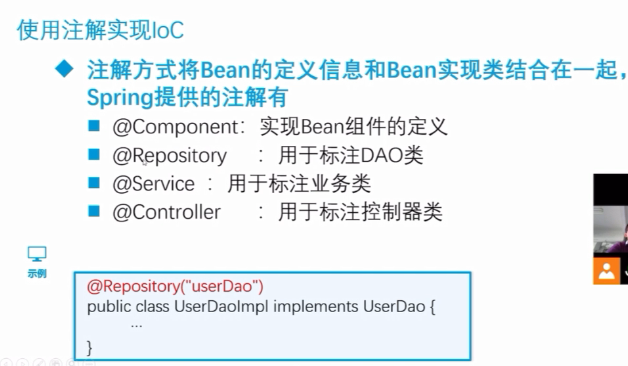 使用注解实现IoC
注解方式将Bean的定义信息和Bean实现类结合在一起，
Spring提供的注解有
@Component：实现Bean组件的定义
@Repository ：用于标注DAO类
@Service ：用于标注业务类
@Controller ：用于标注控制器类
示例
@Repository("userDao")
public class UserDaoImpl implements UserDao {
...
}